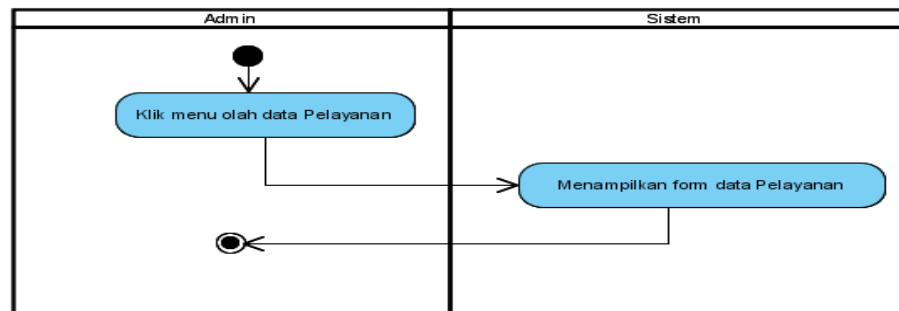 Admin
Sistem
Klik menu olah data Pelayanan
Menampilkan form data Pelayanan